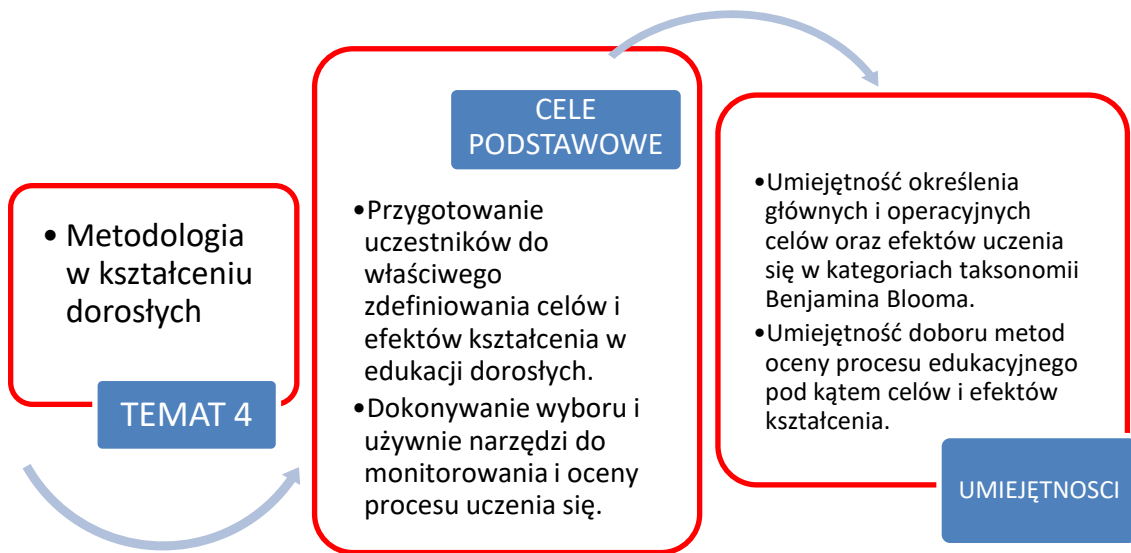 • Metodologia
w kształceniu
dorosłych
TEMAT 4
CELE
PODSTAWOWE
•Przygotowanie
uczestników do
właściwego
zdefiniowania celów i
efektów kształcenia w
edukacji dorosłych.
•Dokonywanie wyboru i
używnie narzędzi do
monitorowania i oceny
procesu uczenia się.
•Umiejętność określenia
głównych i operacyjnych
celów oraz efektów uczenia
się w kategoriach taksonomii
Benjamina Blooma.
•Umiejętność doboru metod
oceny procesu edukacyjnego
pod kątem celów i efektów
kształcenia.
UMIEJĘTNOSCI